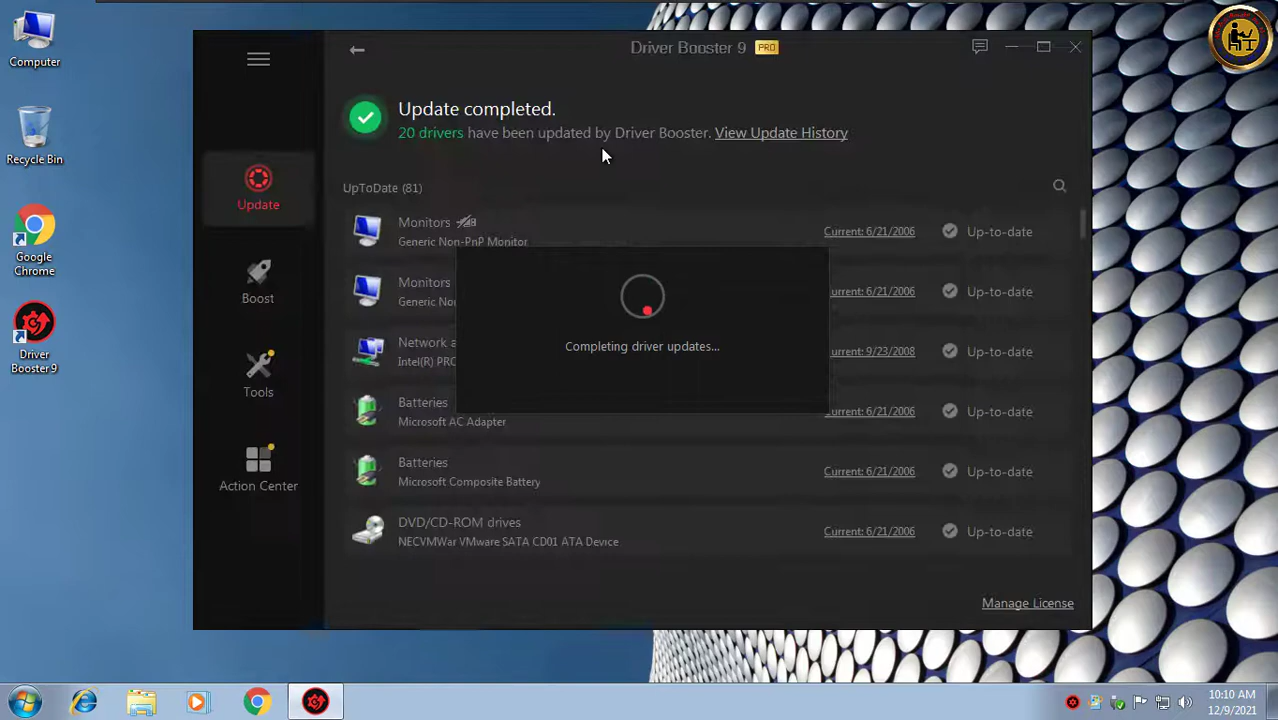 Computer
Recycle Bin
Google
Chrome
Driver
Booster 9
Driver Booster 9 PRO
Update completed.
20 drivers have been updated by Driver Booster. View Update History
Update
Boost
Tools
Action Center
UpToDate (81)
Monitors
Generic Non-PnP Monitor
Current: 6/21/2006 Up-to-date
Monitors
Generic No
urrent: 6/21/2006 Up-to-date
Network a
Intel(R) PRO
urrent: 9/23/2008 Up-to-date
Batteries
Microsoft AC Adapter
Current: 6/21/2006 Up-to-date
Batteries
Microsoft Composite Battery
Current: 6/21/2006 Up-to-date
DVD/CD-ROM drives
NECVMWar VMware SATA CD01 ATA Device
Current: 6/21/2006 Up-to-date
Completing driver updates...
Manage License
10:10 AM
12/9/2021